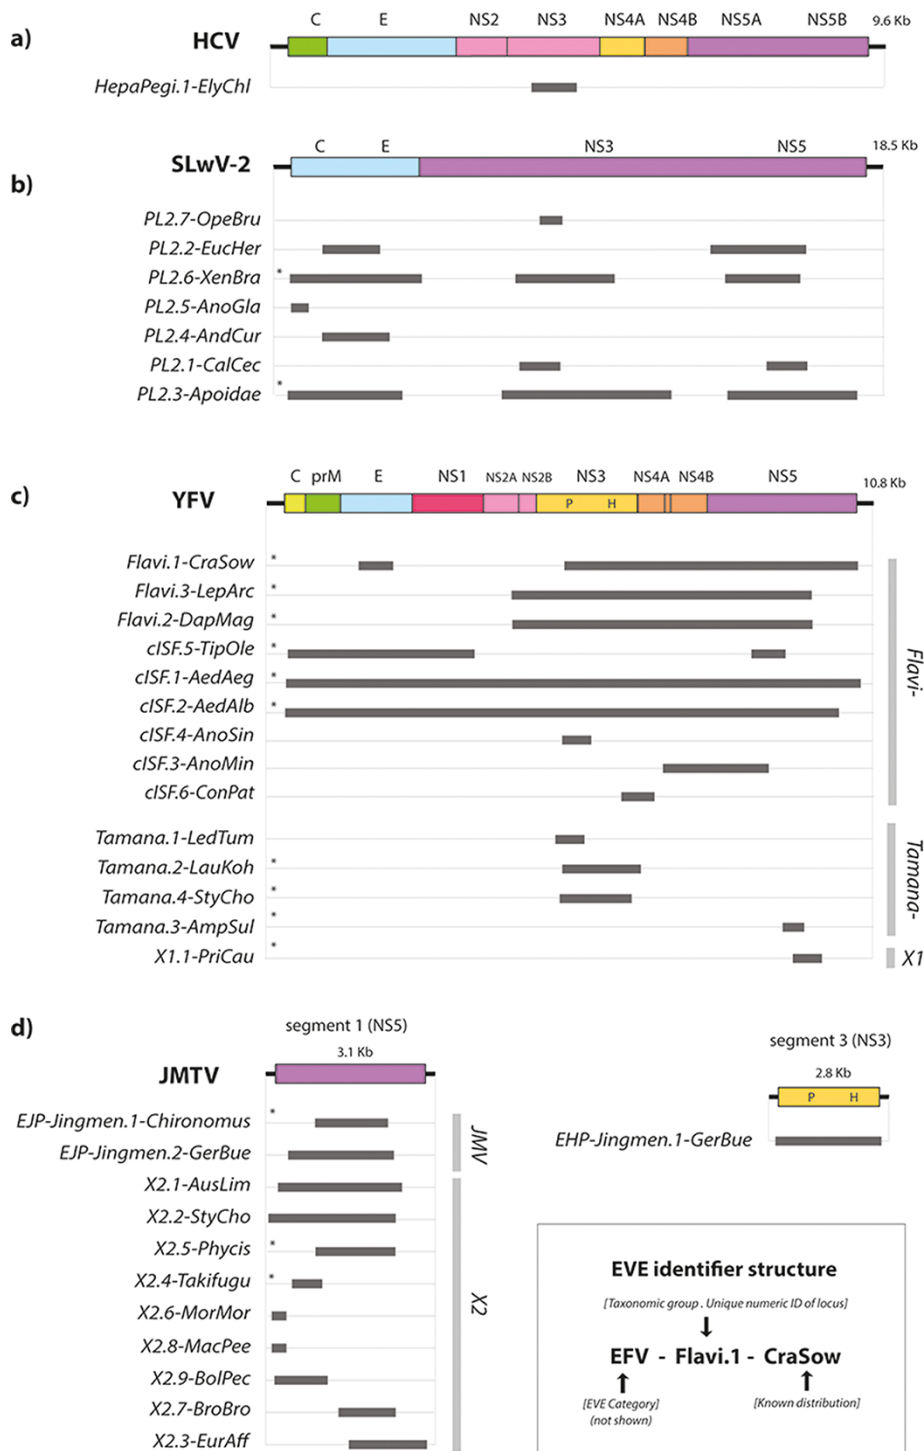 a)
HCV
C E NS2 NS3 NS4A NS4B NS5A NS5B
9.6 Kb
HepaPegi.1-ElyChl
b)
SLwV-2
C E NS3 NS5
18.5 Kb
PL2.7-OpeBru
PL2.2-EucHer
PL2.6-XenBra *
PL2.5-AnoGla
PL2.4-AndCur
PL2.1-CalCec
PL2.3-Apoidae *
c)
YFV
C prM E NS1 NS2A NS2B NS3 NS4A NS4B NS5
P H
10.8 Kb
Flavi.1-CraSow *
Flavi.3-LepArc *
Flavi.2-DapMag *
cISF.5-TipOle *
cISF.1-AedAeg *
cISF.2-AedAlb *
cISF.4-AnoSin
cISF.3-AnoMin
cISF.6-ConPat
Flavi-
Tamana.1-LedTum
Tamana.2-LauKoh *
Tamana.4-StyCho *
Tamana.3-AmpSul *
Tamana-
X1.1-PriCau *
X1
d)
segment 1 (NS5)
3.1 Kb
JMTV
EJP-Jingmen.1-Chironomus *
EJP-Jingmen.2-GerBue
JMV
X2.1-AusLim
X2.2-StyCho
X2.5-Phycis *
X2.4-Takifugu *
X2.6-MorMor
X2.8-MacPee
X2.9-BolPec
X2.7-BroBro
X2.3-EurAff
X2
segment 3 (NS3)
2.8 Kb
P H
EHP-Jingmen.1-GerBue
EVE identifier structure
[Taxonomic group . Unique numeric ID of locus]
EFV - Flavi.1 - CraSow
[EVE Category]
(not shown)
[Known distribution]